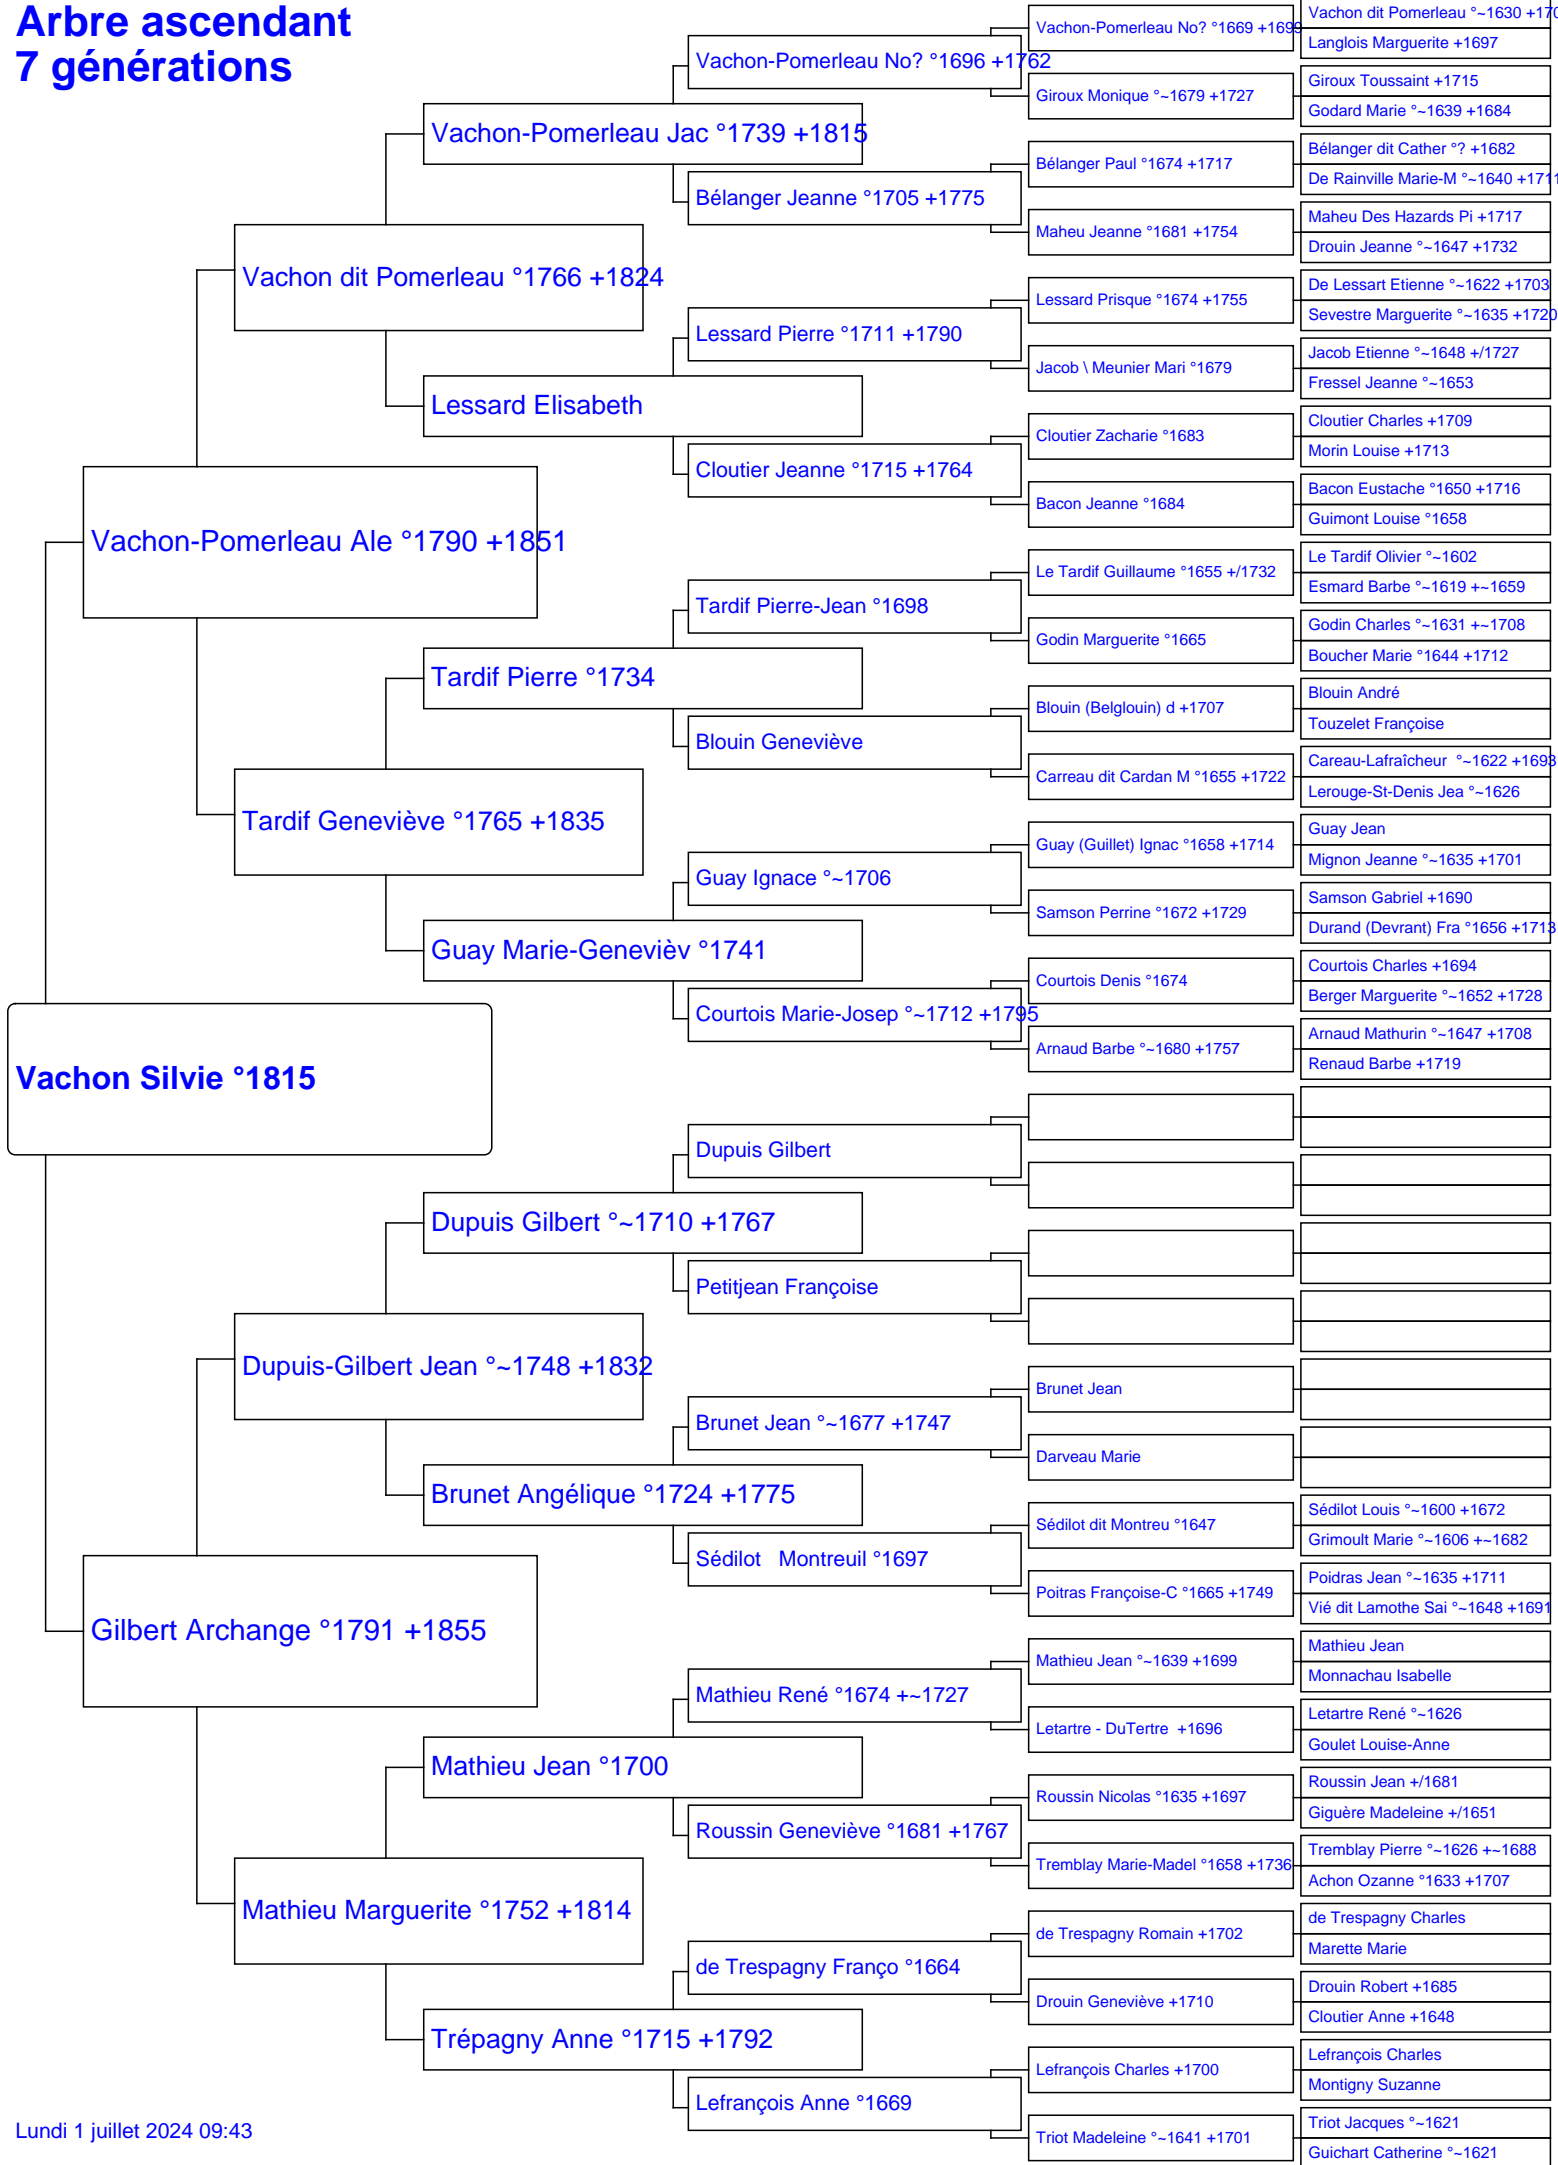 Arbre ascendant
7 générations
Vachon Silvie °1815
Vachon-Pomerleau Ale °1790 +1851
Gilbert Archange °1791 +1855
Vachon dit Pomerleau °1766 +1824
Tardif Geneviève °1765 +1835
Dupuis-Gilbert Jean °~1748 +1832
Mathieu Marguerite °1752 +1814
Vachon-Pomerleau Jac °1739 +1815
Lessard Elisabeth
Tardif Pierre °1734
Guay Marie-Genevièv °1741
Dupuis Gilbert °~1710 +1767
Brunet Angélique °1724 +1775
Mathieu Jean °1700
Trépagny Anne °1715 +1792
Vachon-Pomerleau No? °1696 +1762
Bélanger Jeanne °1705 +1775
Lessard Pierre °1711 +1790
Cloutier Jeanne °1715 +1764
Tardif Pierre-Jean °1698
Blouin Geneviève
Guay Ignace °~1706
Courtois Marie-Josep °~1712 +1795
Dupuis Gilbert
Petitjean Françoise
Brunet Jean °~1677 +1747
Sédilot   Montreuil °1697
Mathieu René °1674 +~1727
Roussin Geneviève °1681 +1767
de Trespagny Franço °1664
Lefrançois Anne °1669
Vachon-Pomerleau No? °1669 +1699
Giroux Monique °~1679 +1727
Bélanger Paul °1674 +1717
Maheu Jeanne °1681 +1754
Lessard Prisque °1674 +1755
Jacob \ Meunier Mari °1679
Cloutier Zacharie °1683
Bacon Jeanne °1684
Le Tardif Guillaume °1655 +/1732
Godin Marguerite °1665
Blouin (Belglouin) d +1707
Carreau dit Cardan M °1655 +1722
Guay (Guillet) Ignac °1658 +1714
Samson Perrine °1672 +1729
Courtois Denis °1674
Arnaud Barbe °~1680 +1757
Brunet Jean
Darveau Marie
Sédilot dit Montreu °1647
Poitras Françoise-C °1665 +1749
Mathieu Jean °~1639 +1699
Letartre - DuTertre  +1696
Roussin Nicolas °1635 +1697
Tremblay Marie-Madel °1658 +1736
de Trespagny Romain +1702
Drouin Geneviève +1710
Lefrançois Charles +1700
Triot Madeleine °~1641 +1701
Vachon dit Pomerleau °~1630
Langlois Marguerite +1697
Giroux Toussaint +1715
Godard Marie °~1639 +1684
Bélanger dit Cather °? +1682
De Rainville Marie-M °~1640 +1711
Maheu Des Hazards Pi +1717
Drouin Jeanne °~1647 +1732
De Lessart Etienne °~1622 +1703
Sevestre Marguerite °~1635 +1720
Jacob Etienne °~1648 +/1727
Fressel Jeanne °~1653
Cloutier Charles +1709
Morin Louise +1713
Bacon Eustache °1650 +1716
Guimont Louise °1658
Le Tardif Olivier °~1602
Esmard Barbe °~1619 +~1659
Godin Charles °~1631 +~1708
Boucher Marie °1644 +1712
Blouin André
Touzelet Françoise
Careau-Lafraîcheur  °~1622 +1693
Lerouge-St-Denis Jea °~1626
Guay Jean
Mignon Jeanne °~1635 +1701
Samson Gabriel +1690
Durand (Devrant) Fra °1656 +1713
Courtois Charles +1694
Berger Marguerite °~1652 +1728
Arnaud Mathurin °~1647 +1708
Renaud Barbe +1719
Sédilot Louis °~1600 +1672
Grimoult Marie °~1606 +~1682
Poidras Jean °~1635 +1711
Vié dit Lamothe Sai °~1648 +1691
Mathieu Jean
Monnachau Isabelle
Letartre René °~1626
Goulet Louise-Anne
Roussin Jean +/1681
Giguère Madeleine +/1651
Tremblay Pierre °~1626 +~1688
Achon Ozanne °1633 +1707
de Trespagny Charles
Marette Marie
Drouin Robert +1685
Cloutier Anne +1648
Lefrançois Charles
Montigny Suzanne
Triot Jacques °~1621
Guichart Catherine °~1621
Lundi 1 juillet 2024 09:43